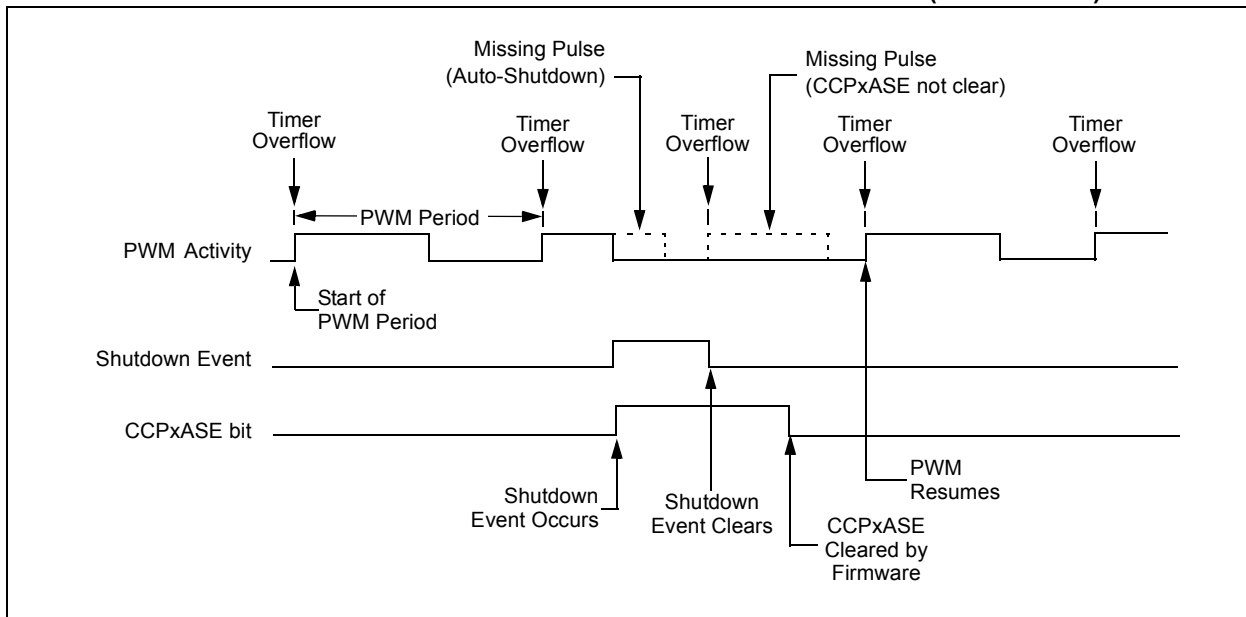 Missing Pulse
(Auto-Shutdown)
Missing Pulse
(CCPxASE not clear)
Timer
Overflow
Timer
Overflow
Timer
Overflow
Timer
Overflow
Timer
Overflow
PWM Period
PWM Activity
Start of
PWM Period
Shutdown Event
CCPxASE bit
Shutdown
Event Occurs
Shutdown
Event Clears
PWM
Resumes
CCPxASE
Cleared by
Firmware